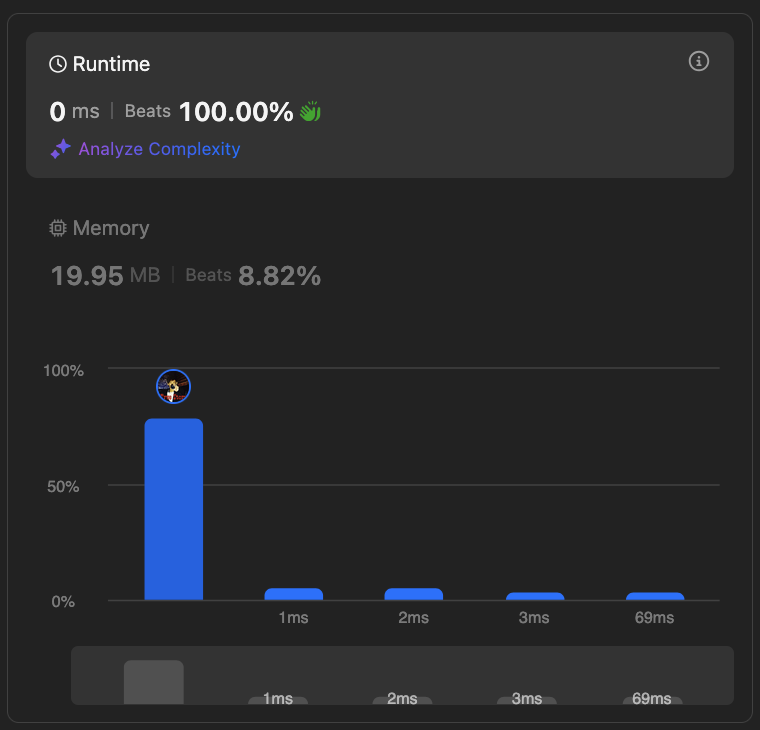 Runtime
0 ms | Beats 100.00%
Analyze Complexity
Memory
19.95 MB | Beats 8.82%
100%
50%
0%
1ms 2ms 3ms 69ms
1ms 2ms 3ms 69ms